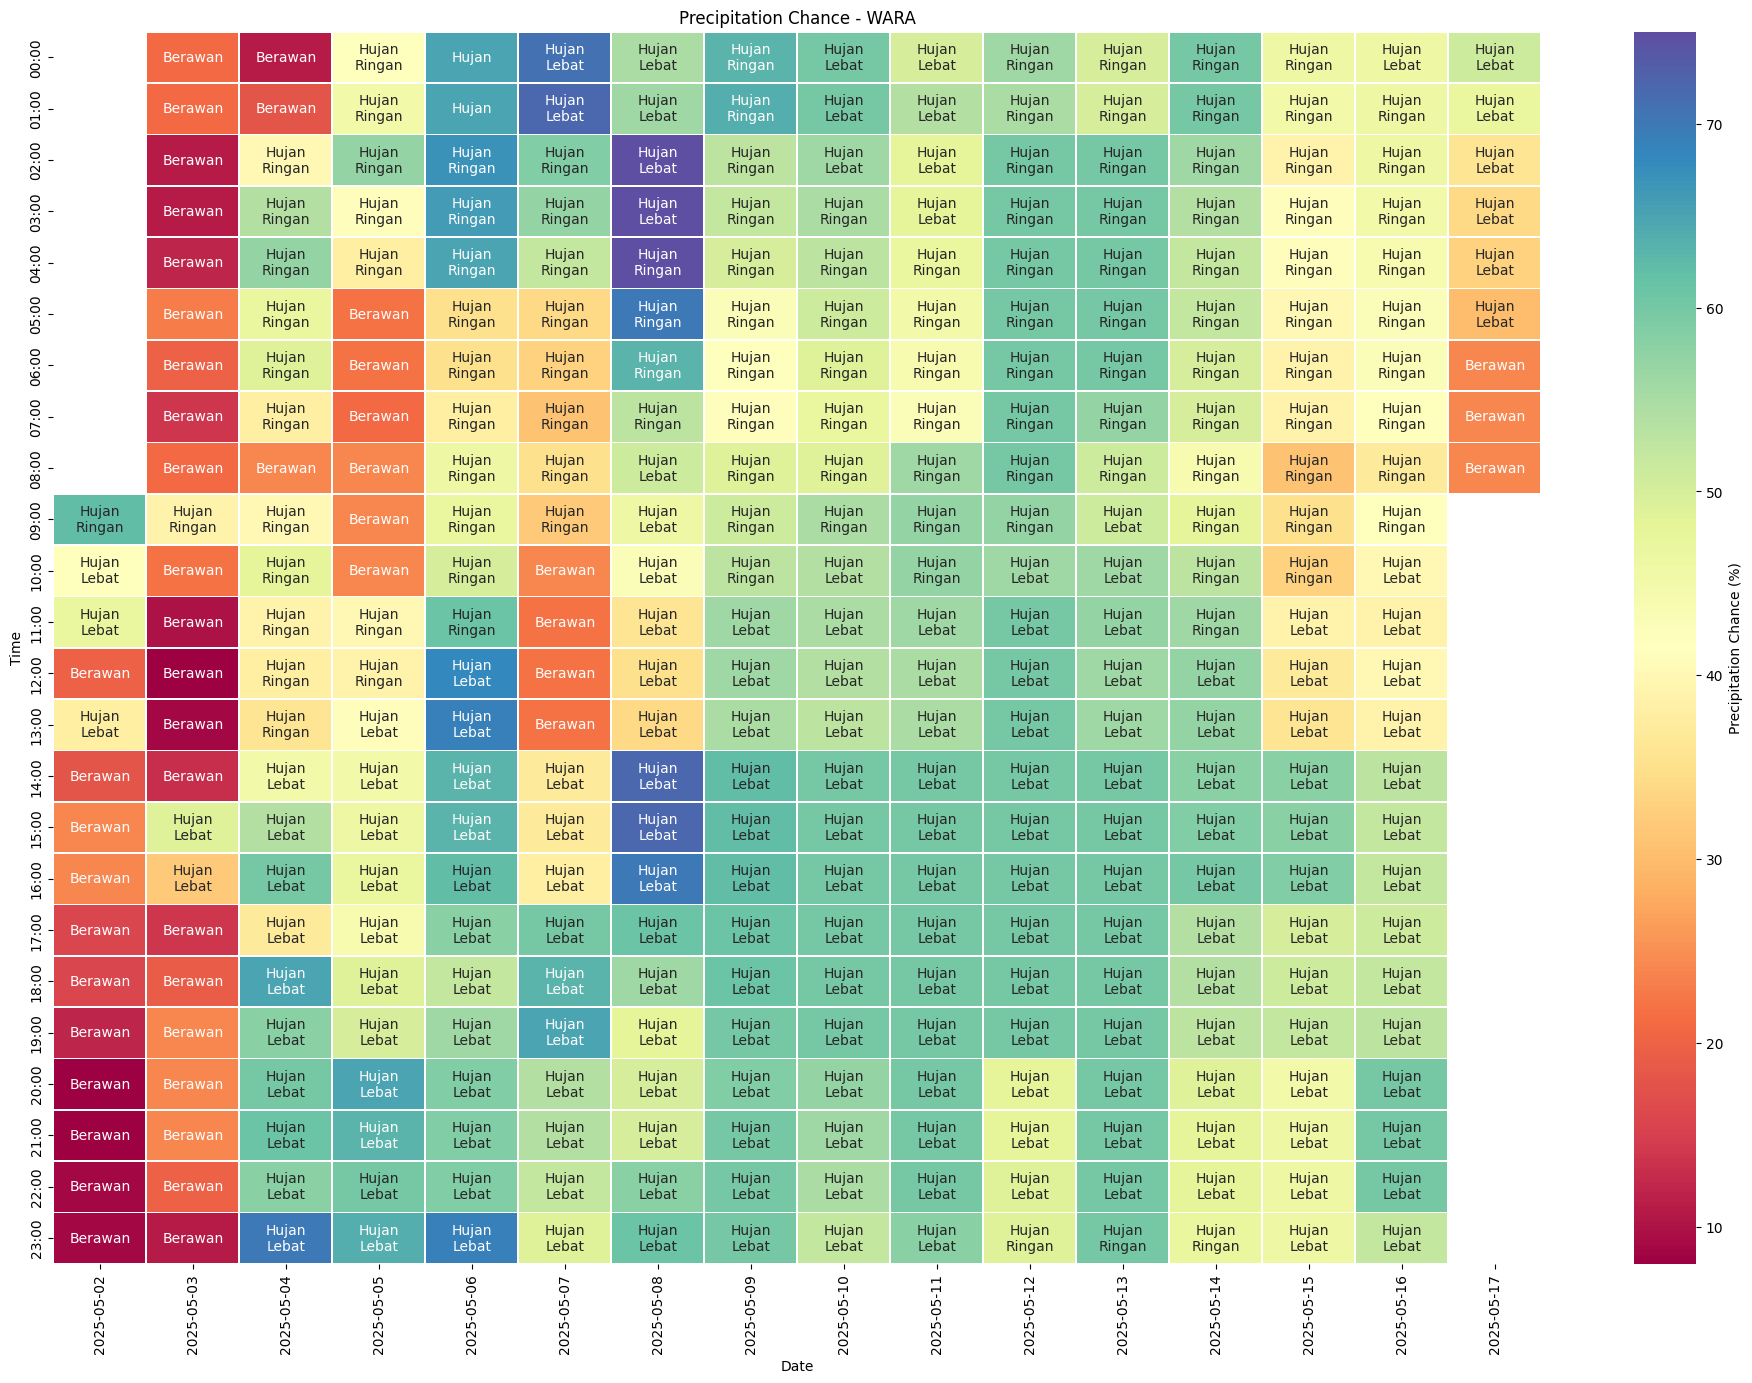 Precipitation Chance - WARA
00:00 Berawan Berawan Hujan Ringan Hujan Hujan Lebat Hujan Lebat Hujan Ringan Hujan Lebat Hujan Lebat Hujan Ringan Hujan Ringan Hujan Ringan Hujan Ringan Hujan Lebat Hujan Lebat
01:00 Berawan Berawan Hujan Ringan Hujan Hujan Lebat Hujan Lebat Hujan Ringan Hujan Lebat Hujan Lebat Hujan Ringan Hujan Ringan Hujan Ringan Hujan Ringan Hujan Ringan Hujan Lebat
02:00 Berawan Hujan Ringan Hujan Ringan Hujan Ringan Hujan Ringan Hujan Lebat Hujan Ringan Hujan Lebat Hujan Lebat Hujan Ringan Hujan Ringan Hujan Ringan Hujan Ringan Hujan Ringan Hujan Lebat
03:00 Berawan Hujan Ringan Hujan Ringan Hujan Ringan Hujan Ringan Hujan Lebat Hujan Ringan Hujan Ringan Hujan Lebat Hujan Ringan Hujan Ringan Hujan Ringan Hujan Ringan Hujan Ringan Hujan Lebat
04:00 Berawan Hujan Ringan Hujan Ringan Hujan Ringan Hujan Ringan Hujan Ringan Hujan Ringan Hujan Ringan Hujan Ringan Hujan Ringan Hujan Ringan Hujan Ringan Hujan Ringan Hujan Ringan Hujan Lebat
05:00 Berawan Hujan Ringan Berawan Hujan Ringan Hujan Ringan Hujan Ringan Hujan Ringan Hujan Ringan Hujan Ringan Hujan Ringan Hujan Ringan Hujan Ringan Hujan Ringan Hujan Ringan Hujan Lebat
06:00 Berawan Hujan Ringan Berawan Hujan Ringan Hujan Ringan Hujan Ringan Hujan Ringan Hujan Ringan Hujan Ringan Hujan Ringan Hujan Ringan Hujan Ringan Hujan Ringan Hujan Ringan Berawan
07:00 Berawan Hujan Ringan Berawan Hujan Ringan Hujan Ringan Hujan Ringan Hujan Ringan Hujan Ringan Hujan Ringan Hujan Ringan Hujan Ringan Hujan Ringan Hujan Ringan Hujan Ringan Berawan
08:00 Berawan Berawan Berawan Hujan Ringan Hujan Ringan Hujan Lebat Hujan Ringan Hujan Ringan Hujan Ringan Hujan Ringan Hujan Ringan Hujan Ringan Hujan Ringan Hujan Ringan Berawan
09:00 Hujan Ringan Hujan Ringan Hujan Ringan Berawan Hujan Ringan Hujan Ringan Hujan Lebat Hujan Ringan Hujan Ringan Hujan Ringan Hujan Ringan Hujan Lebat Hujan Ringan Hujan Ringan Hujan Ringan
10:00 Hujan Lebat Berawan Hujan Ringan Berawan Hujan Ringan Berawan Hujan Lebat Hujan Ringan Hujan Lebat Hujan Ringan Hujan Lebat Hujan Lebat Hujan Ringan Hujan Ringan Hujan Lebat
11:00 Hujan Lebat Berawan Hujan Ringan Hujan Ringan Hujan Ringan Berawan Hujan Lebat Hujan Lebat Hujan Lebat Hujan Lebat Hujan Lebat Hujan Lebat Hujan Ringan Hujan Lebat Hujan Lebat
12:00 Berawan Berawan Hujan Ringan Hujan Ringan Hujan Lebat Berawan Hujan Lebat Hujan Lebat Hujan Lebat Hujan Lebat Hujan Lebat Hujan Lebat Hujan Lebat Hujan Lebat Hujan Lebat
13:00 Hujan Lebat Berawan Hujan Ringan Hujan Lebat Hujan Lebat Berawan Hujan Lebat Hujan Lebat Hujan Lebat Hujan Lebat Hujan Lebat Hujan Lebat Hujan Lebat Hujan Lebat Hujan Lebat
14:00 Berawan Berawan Hujan Lebat Hujan Lebat Hujan Lebat Hujan Lebat Hujan Lebat Hujan Lebat Hujan Lebat Hujan Lebat Hujan Lebat Hujan Lebat Hujan Lebat Hujan Lebat Hujan Lebat
15:00 Berawan Hujan Lebat Hujan Lebat Hujan Lebat Hujan Lebat Hujan Lebat Hujan Lebat Hujan Lebat Hujan Lebat Hujan Lebat Hujan Lebat Hujan Lebat Hujan Lebat Hujan Lebat Hujan Lebat
16:00 Berawan Hujan Lebat Hujan Lebat Hujan Lebat Hujan Lebat Hujan Lebat Hujan Lebat Hujan Lebat Hujan Lebat Hujan Lebat Hujan Lebat Hujan Lebat Hujan Lebat Hujan Lebat Hujan Lebat
17:00 Berawan Berawan Hujan Lebat Hujan Lebat Hujan Lebat Hujan Lebat Hujan Lebat Hujan Lebat Hujan Lebat Hujan Lebat Hujan Lebat Hujan Lebat Hujan Lebat Hujan Lebat Hujan Lebat
18:00 Berawan Berawan Hujan Lebat Hujan Lebat Hujan Lebat Hujan Lebat Hujan Lebat Hujan Lebat Hujan Lebat Hujan Lebat Hujan Lebat Hujan Lebat Hujan Lebat Hujan Lebat Hujan Lebat
19:00 Berawan Berawan Hujan Lebat Hujan Lebat Hujan Lebat Hujan Lebat Hujan Lebat Hujan Lebat Hujan Lebat Hujan Lebat Hujan Lebat Hujan Lebat Hujan Lebat Hujan Lebat Hujan Lebat
20:00 Berawan Berawan Hujan Lebat Hujan Lebat Hujan Lebat Hujan Lebat Hujan Lebat Hujan Lebat Hujan Lebat Hujan Lebat Hujan Lebat Hujan Lebat Hujan Lebat Hujan Lebat Hujan Lebat
21:00 Berawan Berawan Hujan Lebat Hujan Lebat Hujan Lebat Hujan Lebat Hujan Lebat Hujan Lebat Hujan Lebat Hujan Lebat Hujan Lebat Hujan Lebat Hujan Lebat Hujan Lebat Hujan Lebat
22:00 Berawan Berawan Hujan Lebat Hujan Lebat Hujan Lebat Hujan Lebat Hujan Lebat Hujan Lebat Hujan Lebat Hujan Lebat Hujan Lebat Hujan Lebat Hujan Lebat Hujan Lebat Hujan Lebat
23:00 Berawan Berawan Hujan Lebat Hujan Lebat Hujan Lebat Hujan Lebat Hujan Lebat Hujan Lebat Hujan Lebat Hujan Lebat Hujan Ringan Hujan Ringan Hujan Ringan Hujan Lebat Hujan Lebat
Time
2025-05-02 2025-05-03 2025-05-04 2025-05-05 2025-05-06 2025-05-07 2025-05-08 2025-05-09 2025-05-10 2025-05-11 2025-05-12 2025-05-13 2025-05-14 2025-05-15 2025-05-16 2025-05-17
Date
70
60
50
40
30
20
10
Precipitation Chance (%)